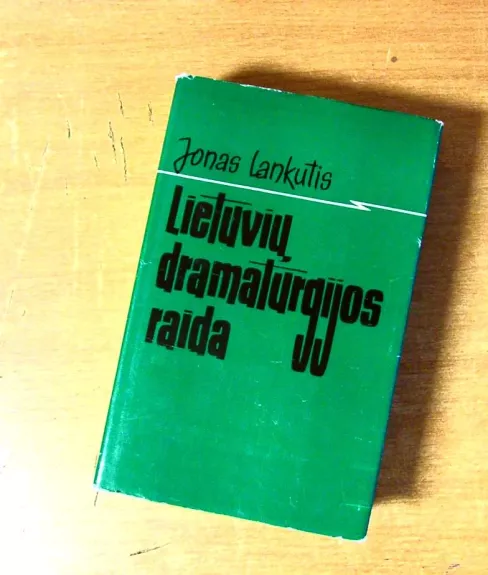 Jonas Lankutis
Lietuvių
dramaturgijos
raida